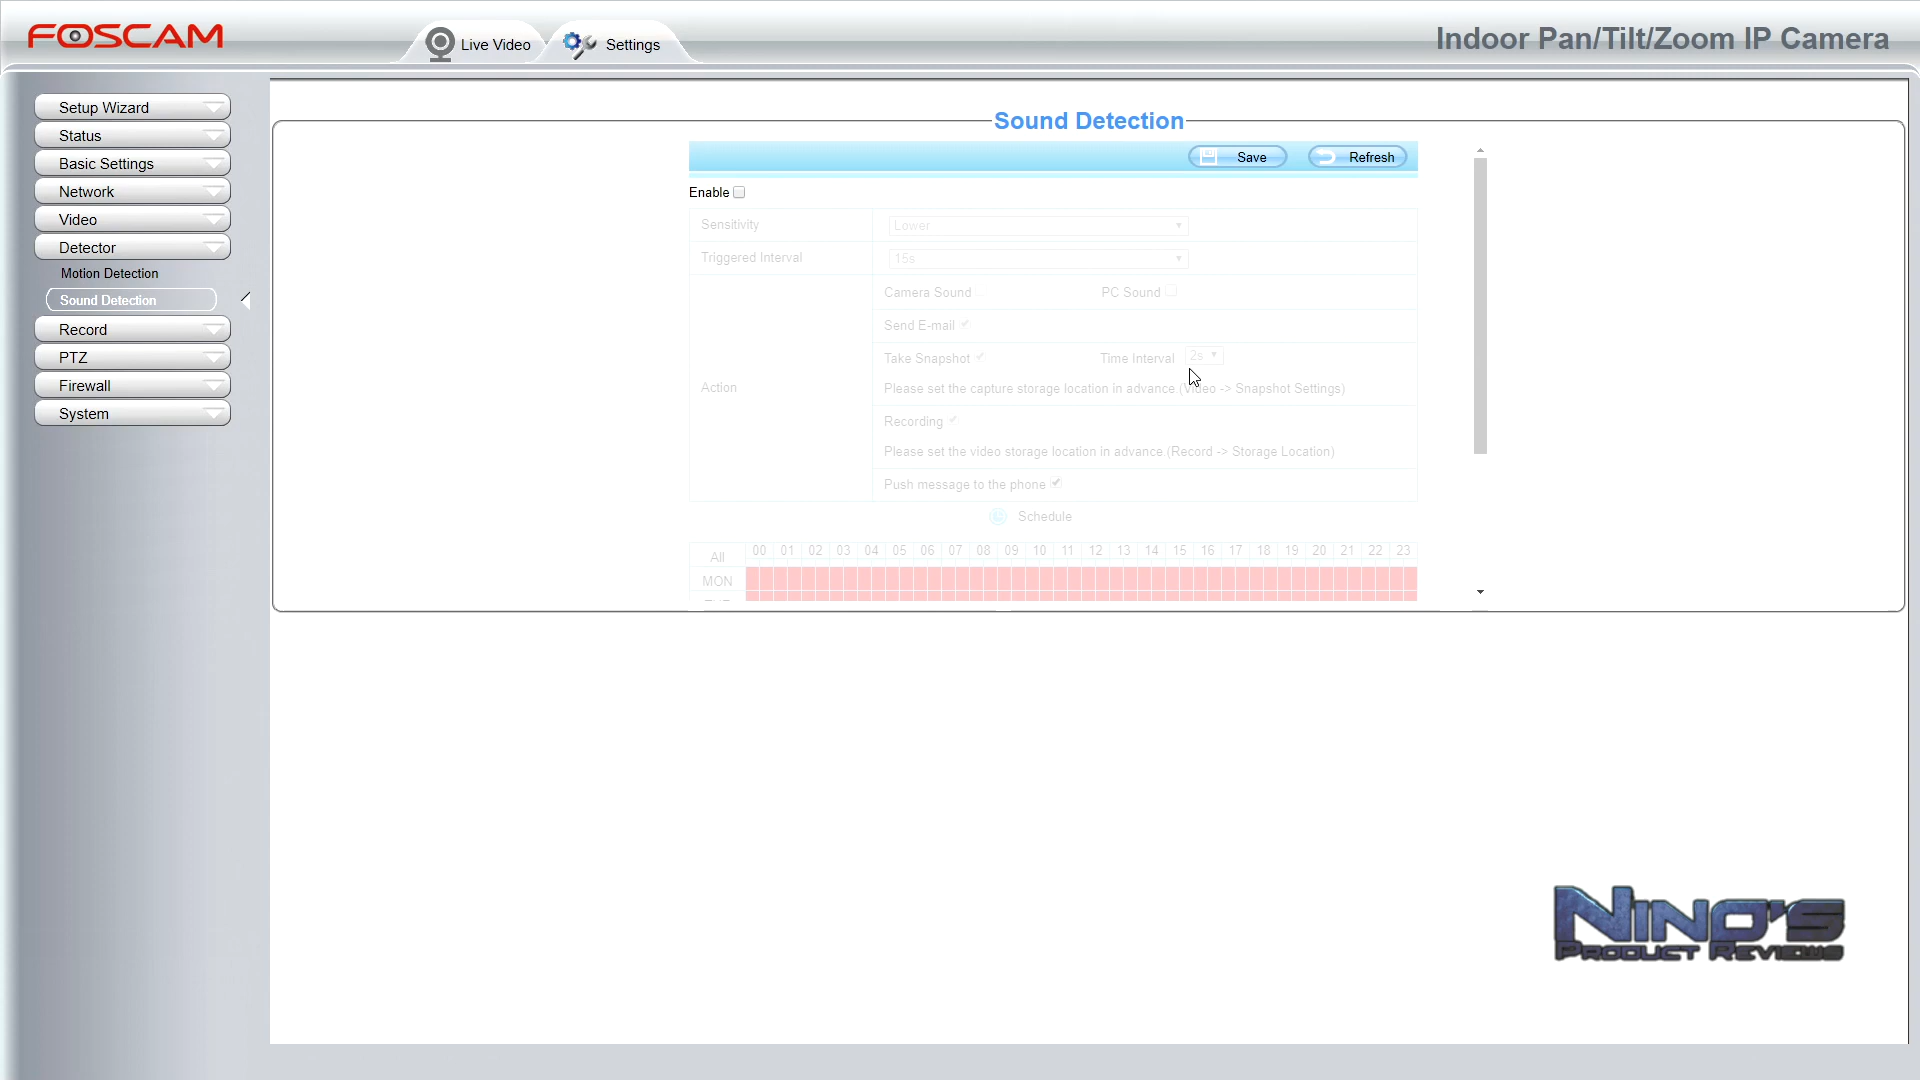 FOSCAM
Live Video
Settings
Indoor Pan/Tilt/Zoom IP Camera
Setup Wizard
Status
Basic Settings
Network
Video
Detector
Motion Detection
Sound Detection
Record
PTZ
Firewall
System
Sound Detection
Save
Refresh
Enable
Sensitivity
Lower
Triggered Interval
15s
Action
Camera Sound
PC Sound
Send E-mail
Take Snapshot
Time Interval
2s
Please set the capture storage location in advance.(Video -> Snapshot Settings)
Recording
Please set the video storage location in advance.(Record -> Storage Location)
Push message to the phone
Schedule
All 00 01 02 03 04 05 06 07 08 09 10 11 12 13 14 15 16 17 18 19 20 21 22 23
MON
NINO'S
PRODUCT REVIEWS